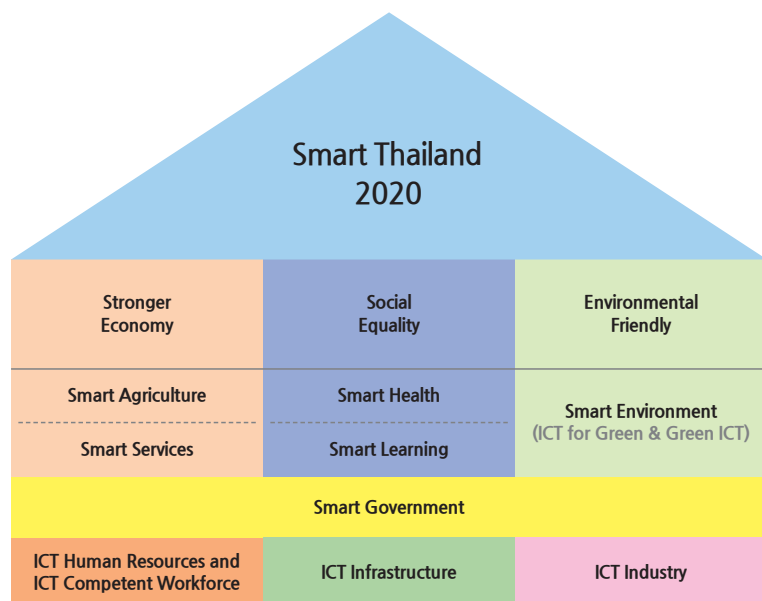 Smart Thailand
2020
Stronger
Economy
Social
Equality
Environmental
Friendly
Smart Agriculture
Smart Services
Smart Health
Smart Learning
Smart Environment
(ICT for Green & Green ICT)
Smart Government
ICT Human Resources and
ICT Competent Workforce
ICT Infrastructure
ICT Industry